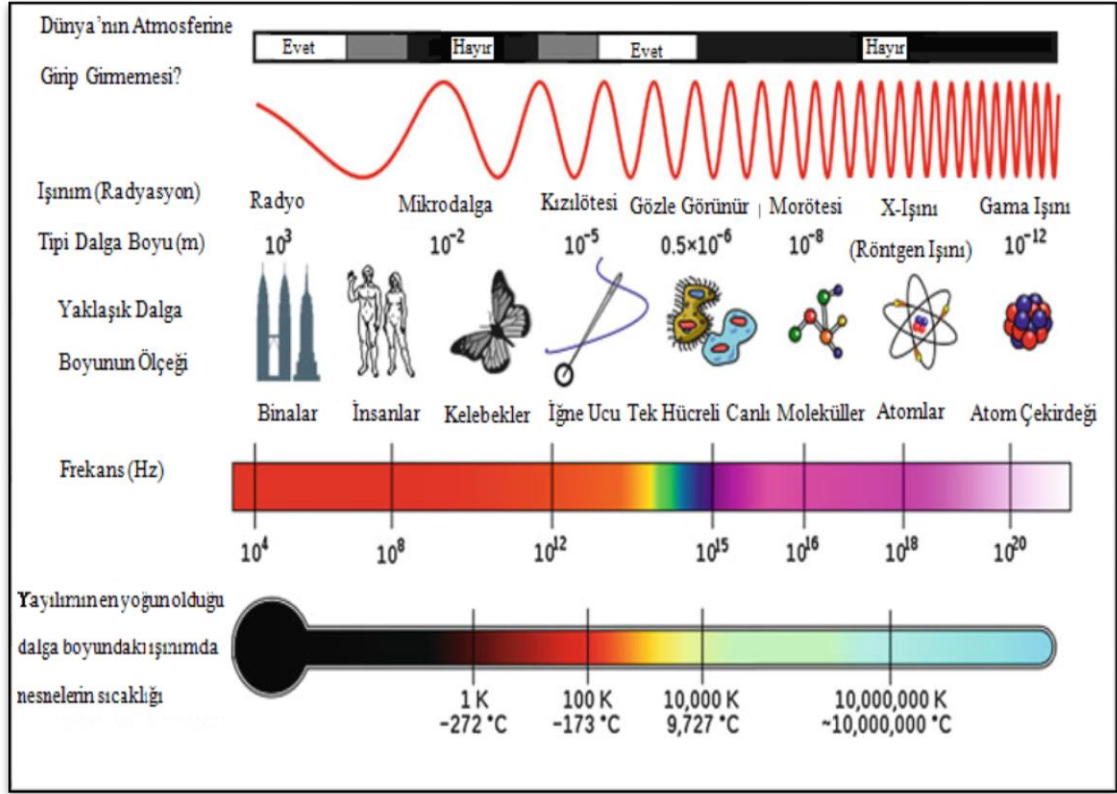 Dünya'nın Atmosferine
Girip Girmemesi?
Evet Hayır Evet Hayır
Işınım (Radyasyon)
Tipi Dalga Boyu (m)
Radyo Mikrodalga Kızılötesi Gözle Görünür | Morötesi X-Işını Gama Işını
(Röntgen Işını)
10³ 10⁻² 10⁻⁵ 0.5×10⁻⁶ 10⁻⁸ 10⁻¹²
Yaklaşık Dalga
Boyunun Ölçeği
Binalar İnsanlar Kelebekler İğne Ucu Tek Hücreli Canlı Moleküller Atomlar Atom Çekirdeği
Frekans (Hz)
10⁴ 10⁸ 10¹² 10¹⁵ 10¹⁶ 10¹⁸ 10²⁰
Yayılımın en yoğun olduğu
dalga boyundaki ışınımda
nesnelerin sıcaklığı
1 K 100 K 10,000 K 10,000,000 K
−272 °C −173 °C 9,727 °C ~10,000,000 °C